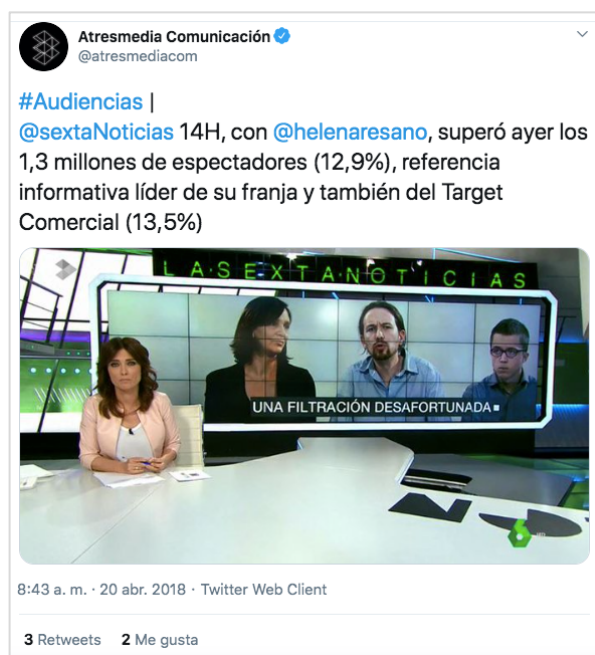 Atresmedia Comunicación
@atresmediacom
#Audiencias |
@sextaNoticias 14H, con @helenaresano, superó ayer los
1,3 millones de espectadores (12,9%), referencia
informativa líder de su franja y también del Target
Comercial (13,5%)
LASEXTANOTICIAS
UNA FILTRACIÓN DESAFORTUNADA
8:43 a. m. · 20 abr. 2018 · Twitter Web Client
3 Retweets 2 Me gusta